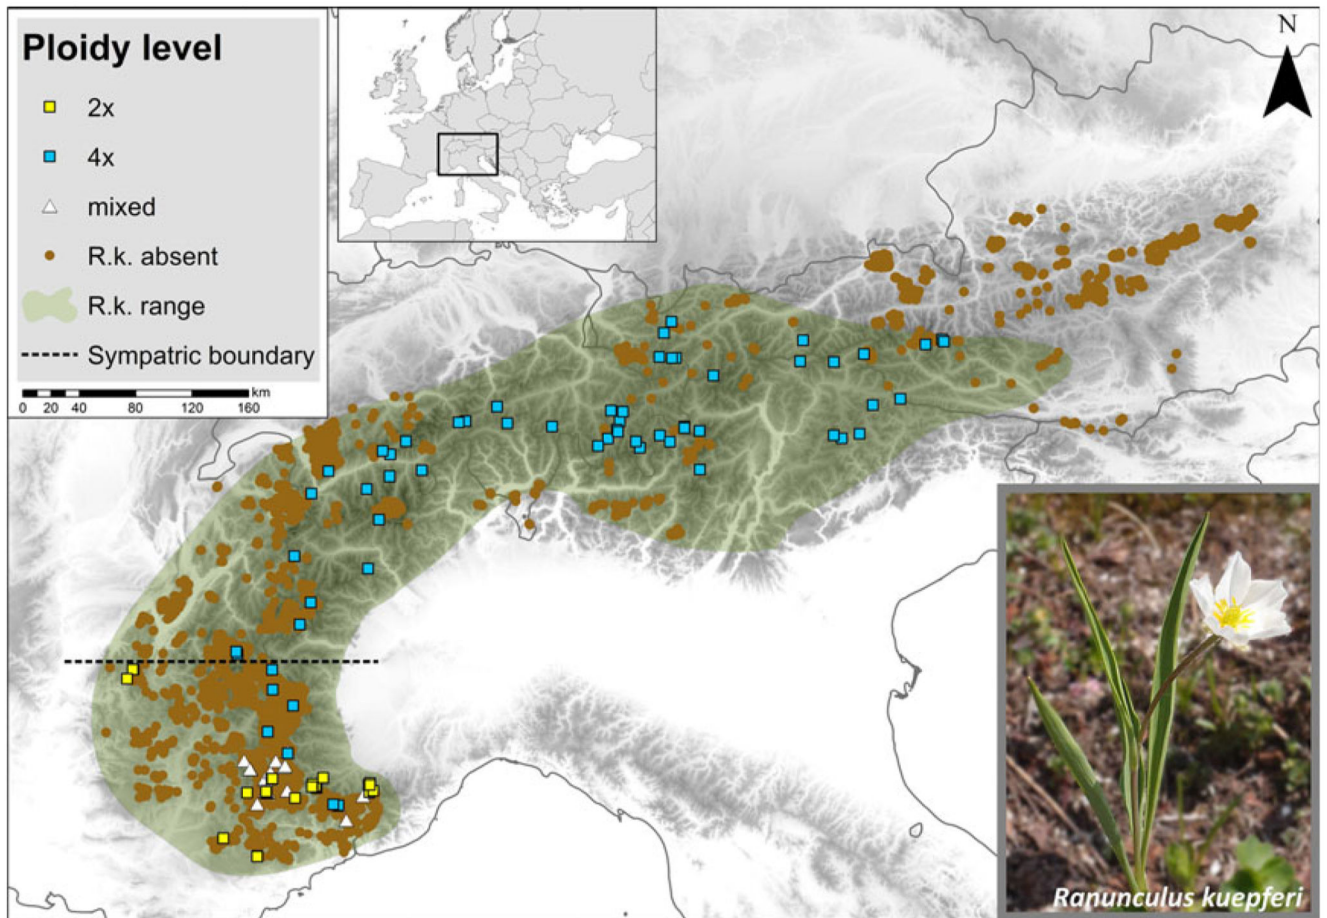 Ploidy level
2x
4x
mixed
R.k. absent
R.k. range
Sympatric boundary
km
0 20 40 80 120 160
N
Ranunculus kuepferi